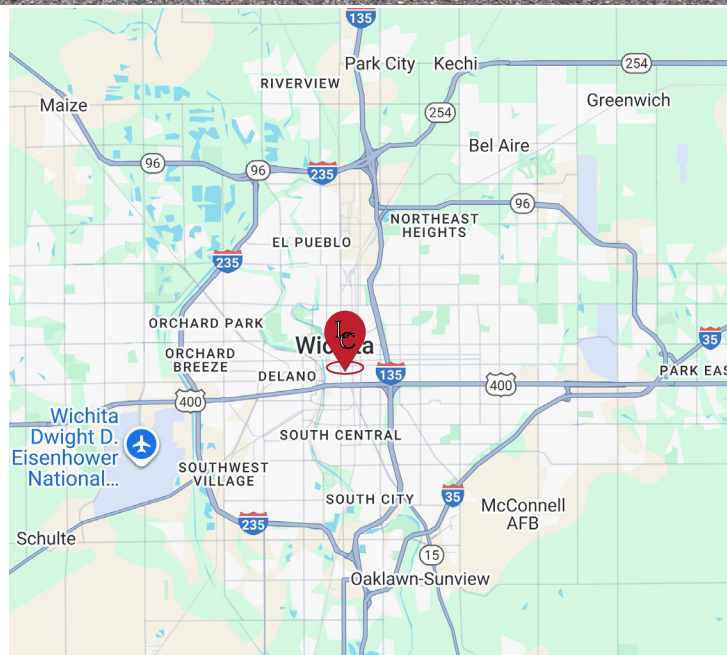 135
Park City
Kechi
254
RIVERVIEW
Maize
Greenwich
254
Bel Aire
96
96
235
96
NORTHEAST
HEIGHTS
EL PUEBLO
235
ORCHARD PARK
LC
Wichita
35
ORCHARD
BREEZE
PARK EAS
DELANO
135
400
400
Wichita
Dwight D.
Eisenhower
National...
SOUTH CENTRAL
SOUTHWEST
VILLAGE
SOUTH CITY
35
McConnell
AFB
235
Schulte
15
Oaklawn-Sunview